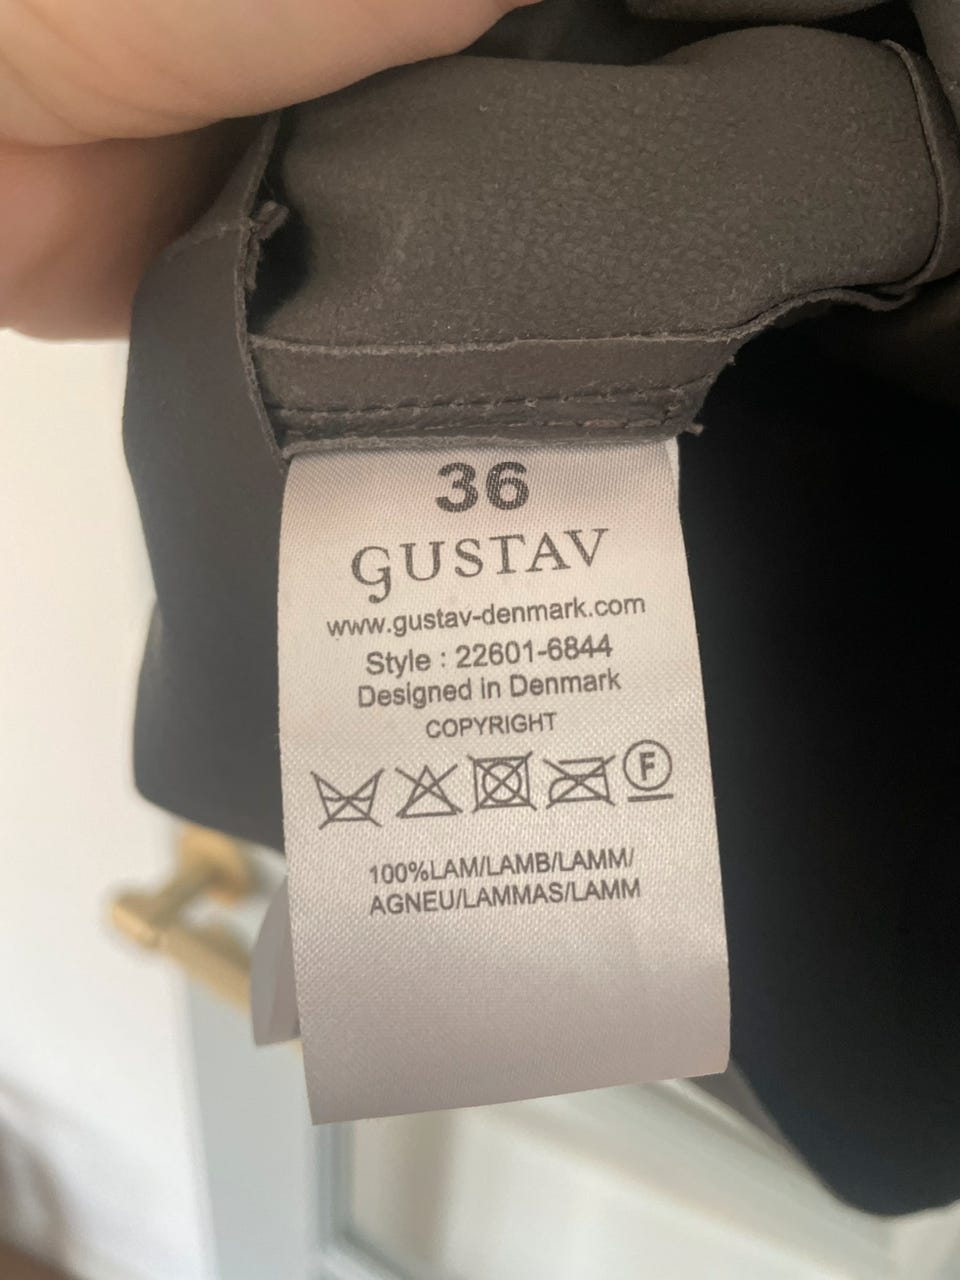 36
GUSTAV
www.gustav-denmark.com
Style : 22601-6844
Designed in Denmark
COPYRIGHT
F
100%LAM/LAMB/LAMM/
AGNEU/LAMMAS/LAMM